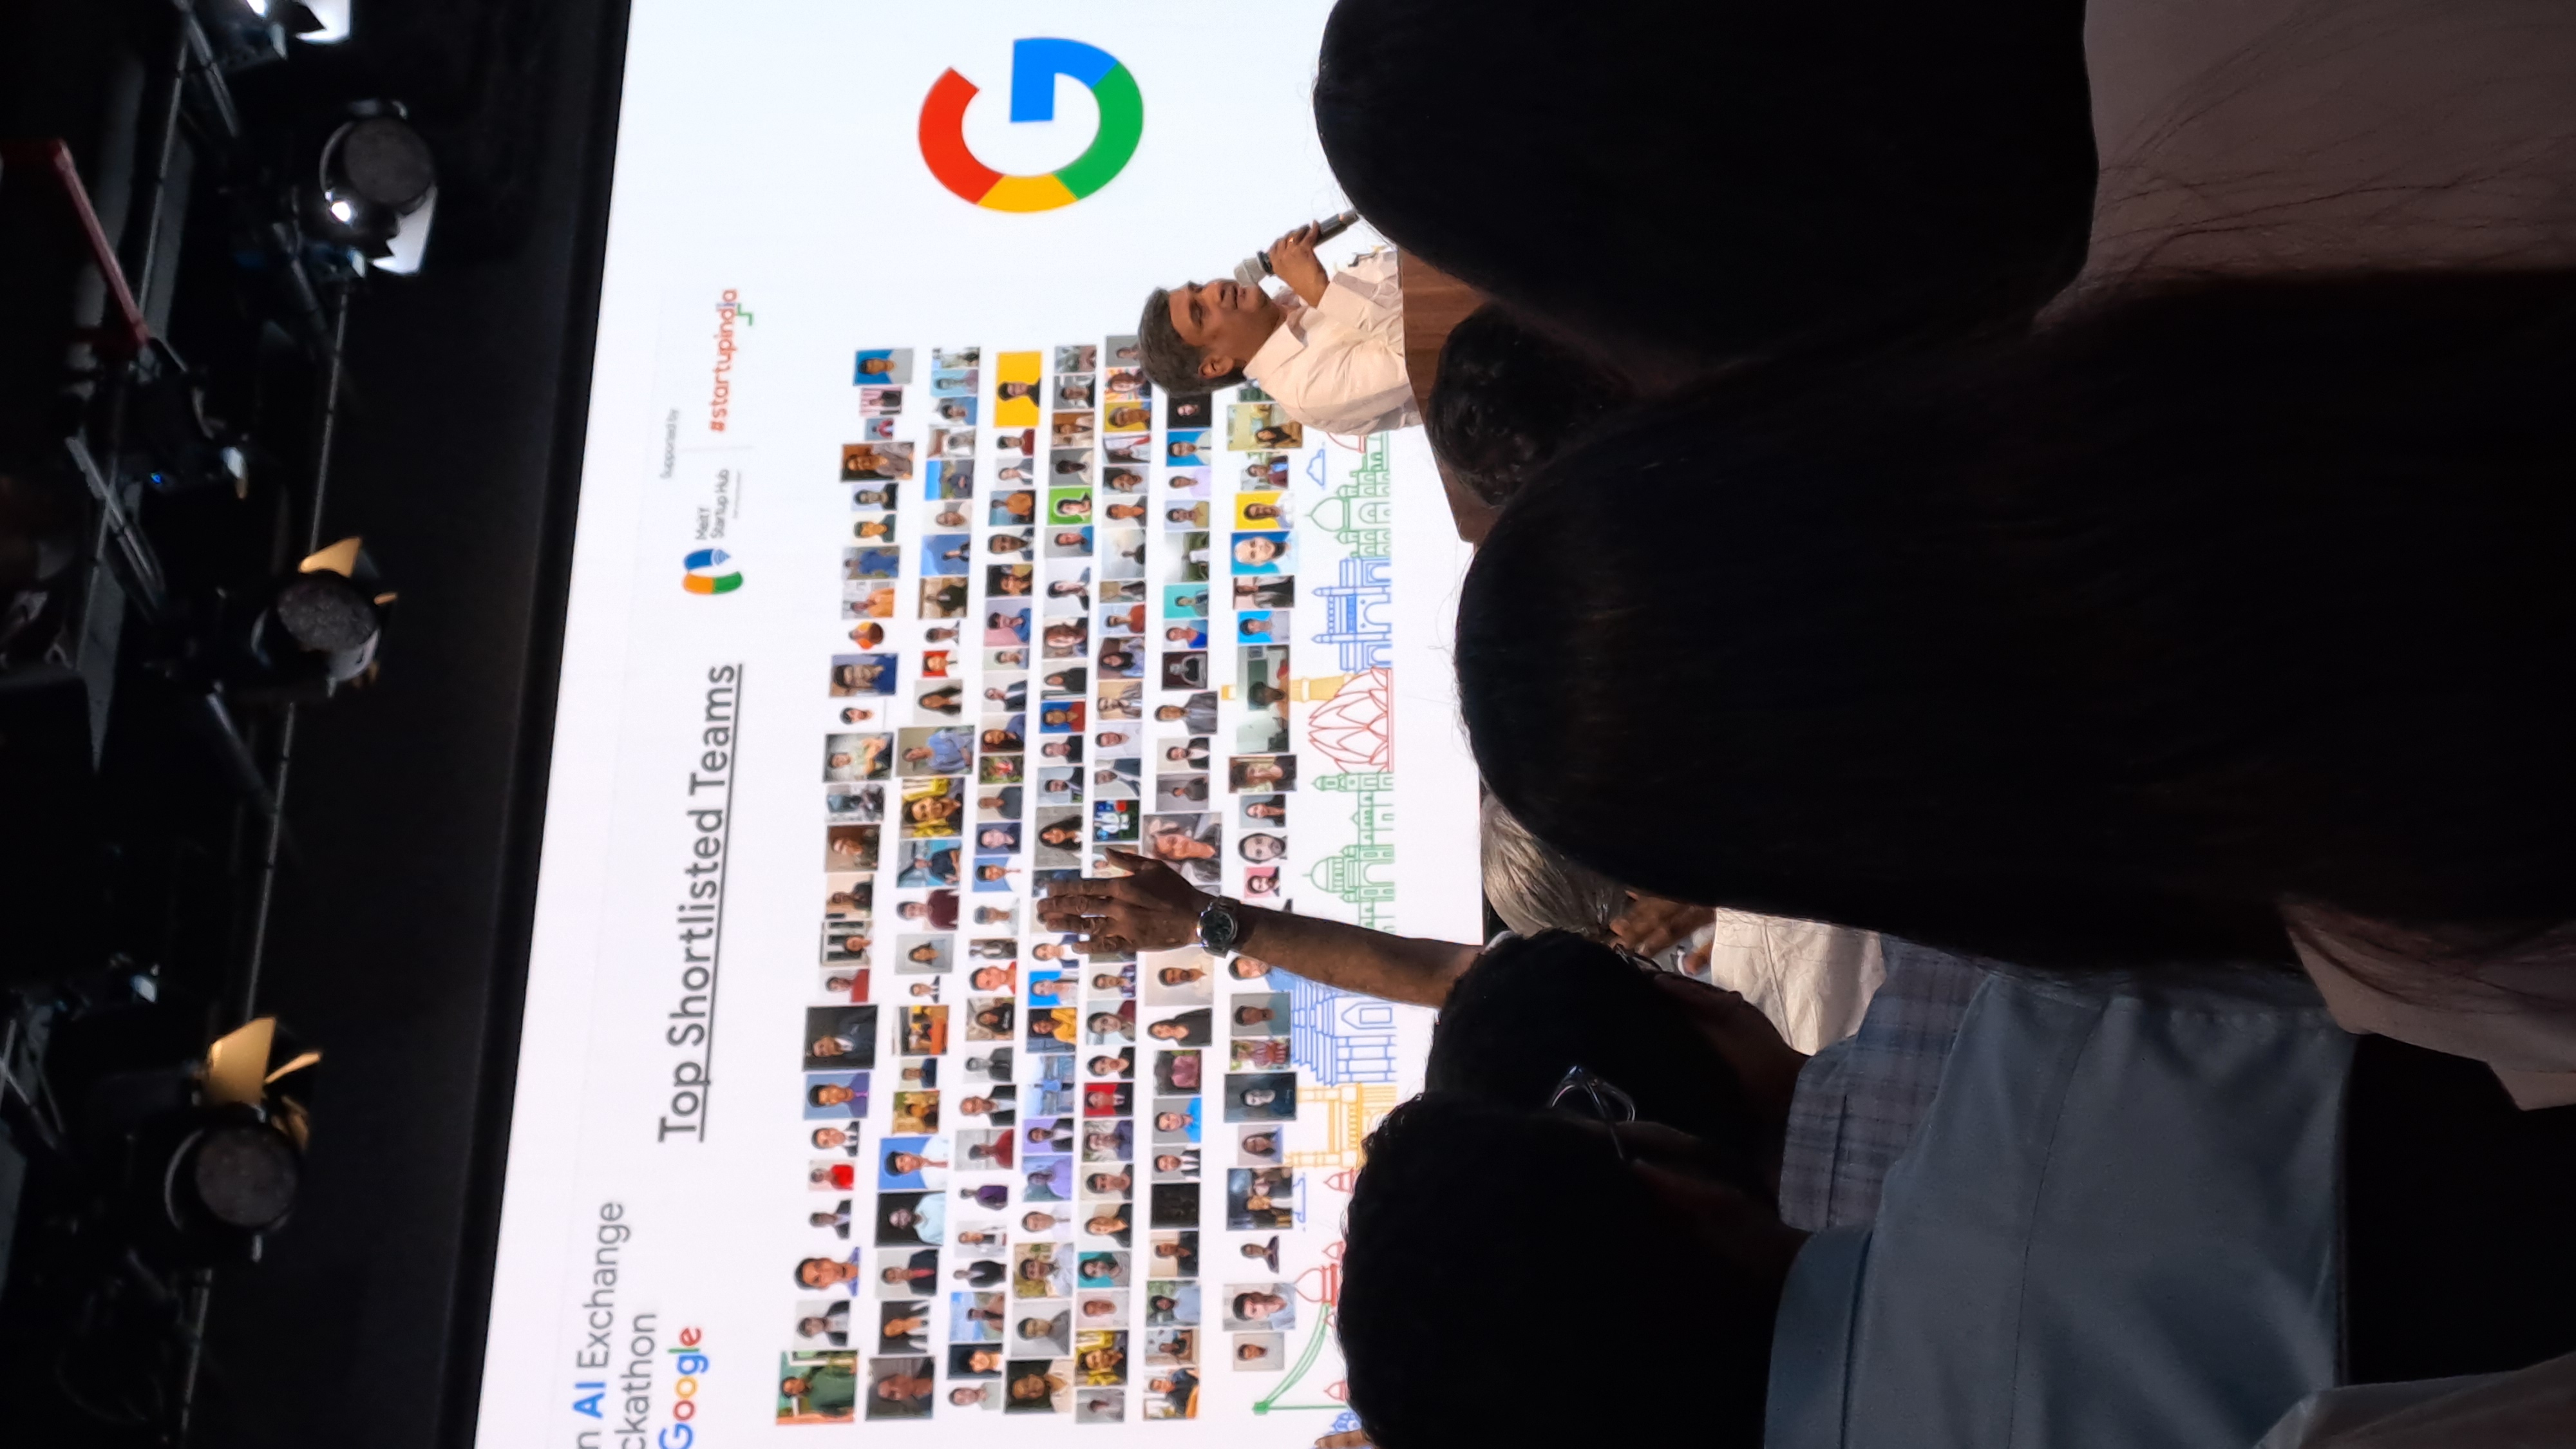 n AI Exchange
ckathon
Google
Top Shortlisted Teams
Supported by
MeitY
Startup Hub
#startupindia
G